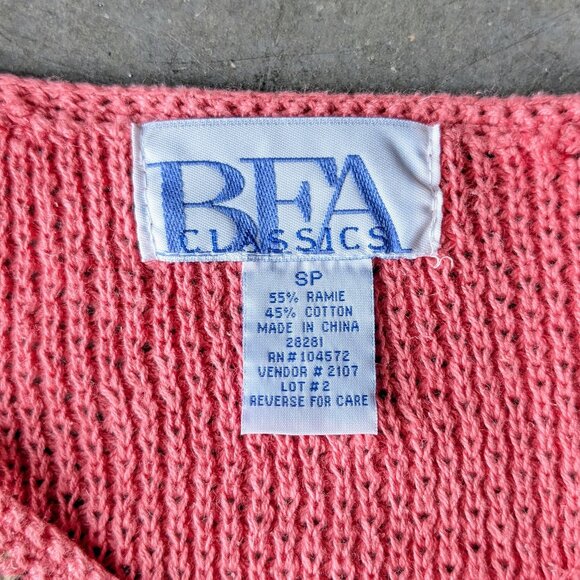 BFA
CLASSICS
SP
55% RAMIE
45% COTTON
MADE IN CHINA
28281
RN # 104572
VENDOR # 2107
LOT # 2
REVERSE FOR CARE